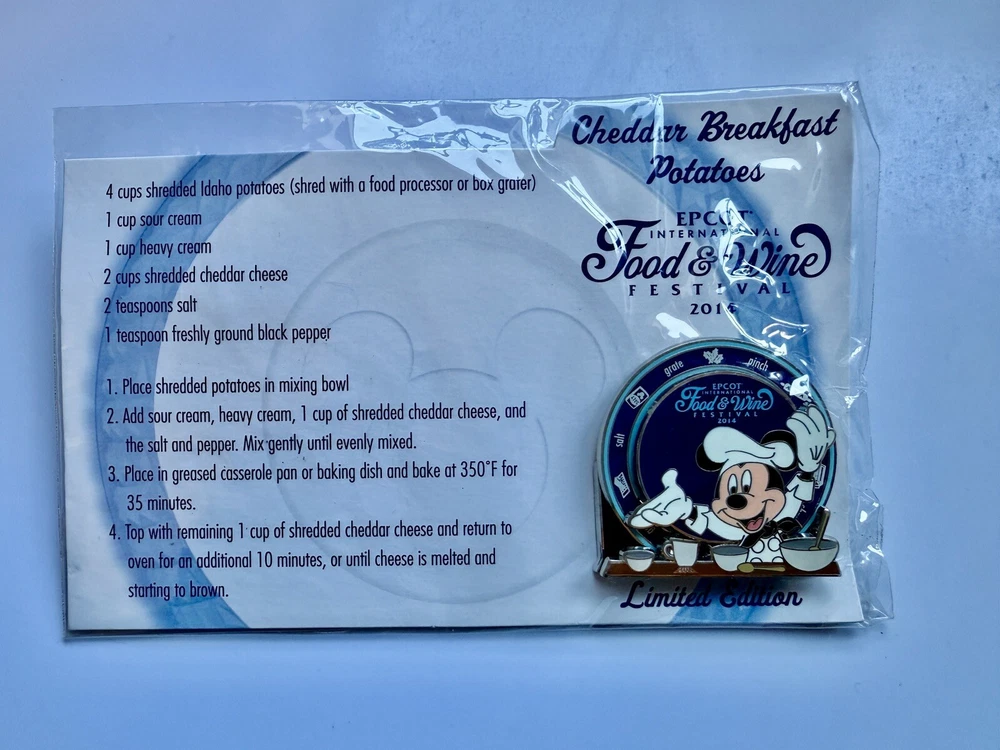 4 cups shredded Idaho potatoes (shred with a food processor or box grater)
1 cup sour cream
1 cup heavy cream
2 cups shredded cheddar cheese
2 teaspoons salt
1 teaspoon freshly ground black pepper
1. Place shredded potatoes in mixing bowl
2. Add sour cream, heavy cream, 1 cup of shredded cheddar cheese, and
the salt and pepper. Mix gently until evenly mixed.
3. Place in greased casserole pan or baking dish and bake at 350°F for
35 minutes.
4. Top with remaining 1 cup of shredded cheddar cheese and return to
oven for an additional 10 minutes, or until cheese is melted and
starting to brown.
Cheddar Breakfast
Potatoes
EPCOT
INTERNATIONAL
Food & Wine
FESTIVAL
2014
salt
grate
pinch
EPCOT
INTERNATIONAL
Food & Wine
FESTIVAL
2014
Limited Edition